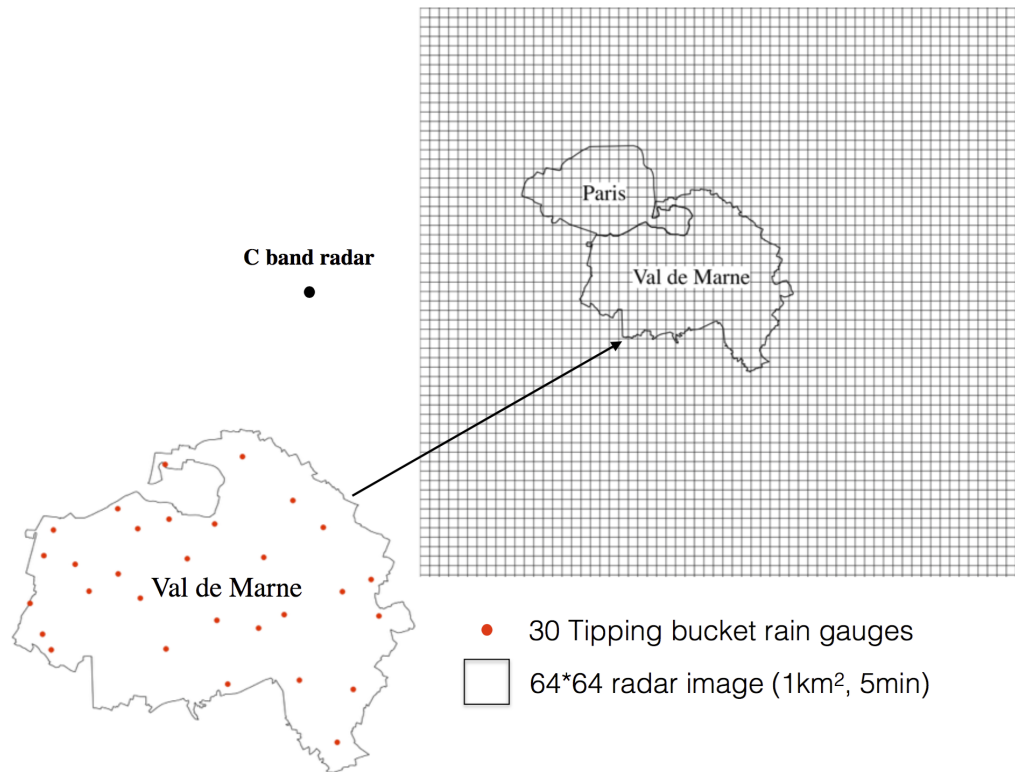 Paris
C band radar
Val de Marne
Val de Marne
30 Tipping bucket rain gauges
64*64 radar image (1km², 5min)